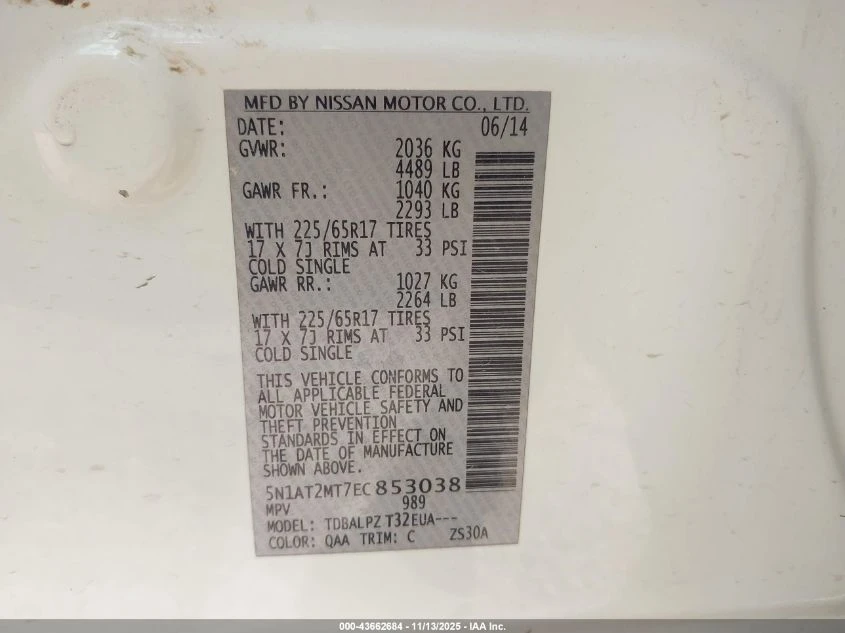 MFD BY NISSAN MOTOR CO., LTD.
DATE: 06/14
GVWR: 2036 KG
4489 LB
GAWR FR.: 1040 KG
2293 LB
WITH 225/65R17 TIRES
17 X 7J RIMS AT 33 PSI
COLD SINGLE
GAWR RR.: 1027 KG
2264 LB
WITH 225/65R17 TIRES
17 X 7J RIMS AT 33 PSI
COLD SINGLE
THIS VEHICLE CONFORMS TO
ALL APPLICABLE FEDERAL
MOTOR VEHICLE SAFETY AND
THEFT PREVENTION
STANDARDS IN EFFECT ON
THE DATE OF MANUFACTURE
SHOWN ABOVE.
5N1AT2MT7EC853038
MPV 989
MODEL: TDBALPZ T32EUA---
COLOR: QAA TRIM: C ZS30A
000-43662684 - 11/13/2025 - IAA Inc.